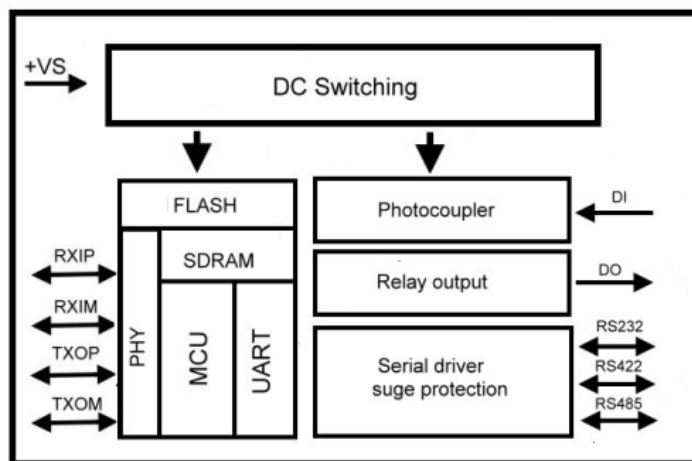 +VS
DC Switching
FLASH
SDRAM
PHY
MCU
UART
RXIP
RXIM
TXOP
TXOM
Photocoupler
DI
Relay output
DO
Serial driver
suge protection
RS232
RS422
RS485